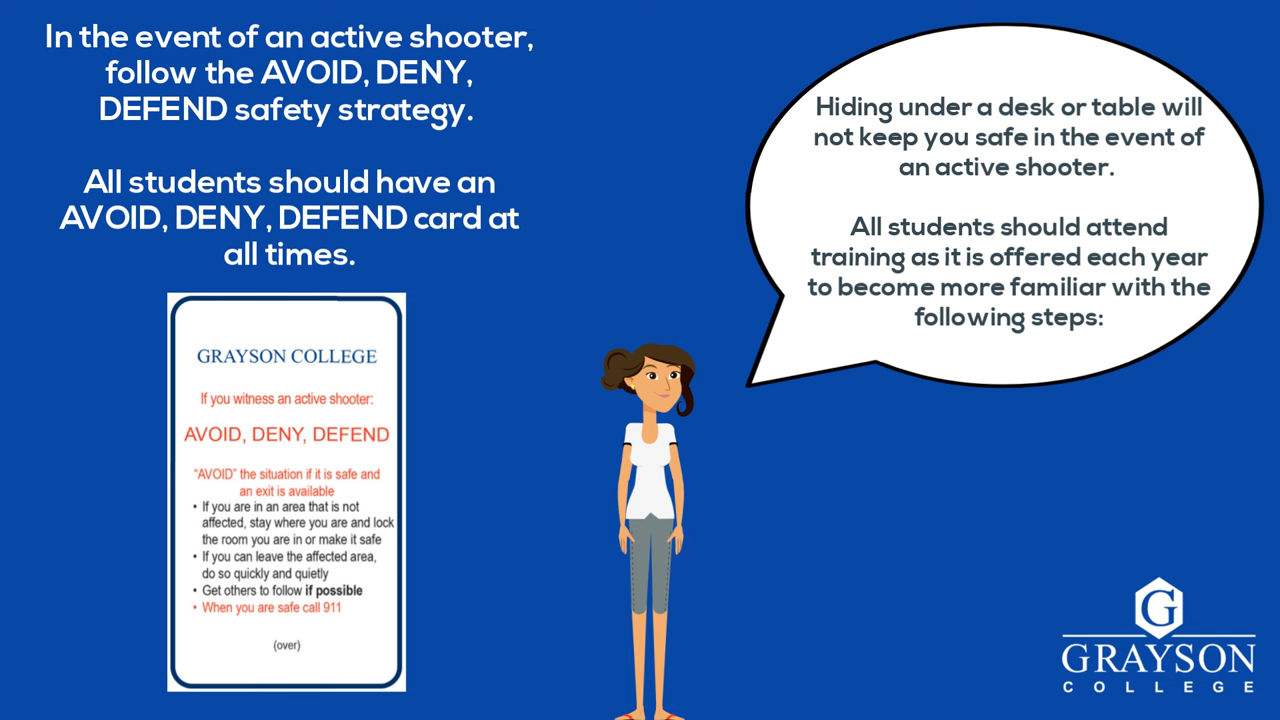 In the event of an active shooter,
follow the AVOID, DENY,
DEFEND safety strategy.
All students should have an
AVOID, DENY, DEFEND card at
all times.
GRAYSON COLLEGE
If you witness an active shooter:
AVOID, DENY, DEFEND
"AVOID" the situation if it is safe and
an exit is available
• If you are in an area that is not
affected, stay where you are and lock
the room you are in or make it safe
• If you can leave the affected area,
do so quickly and quietly
• Get others to follow if possible
• When you are safe call 911
(over)
Hiding under a desk or table will
not keep you safe in the event of
an active shooter.
All students should attend
training as it is offered each year
to become more familiar with the
following steps:
G
GRAYSON
COLLEGE